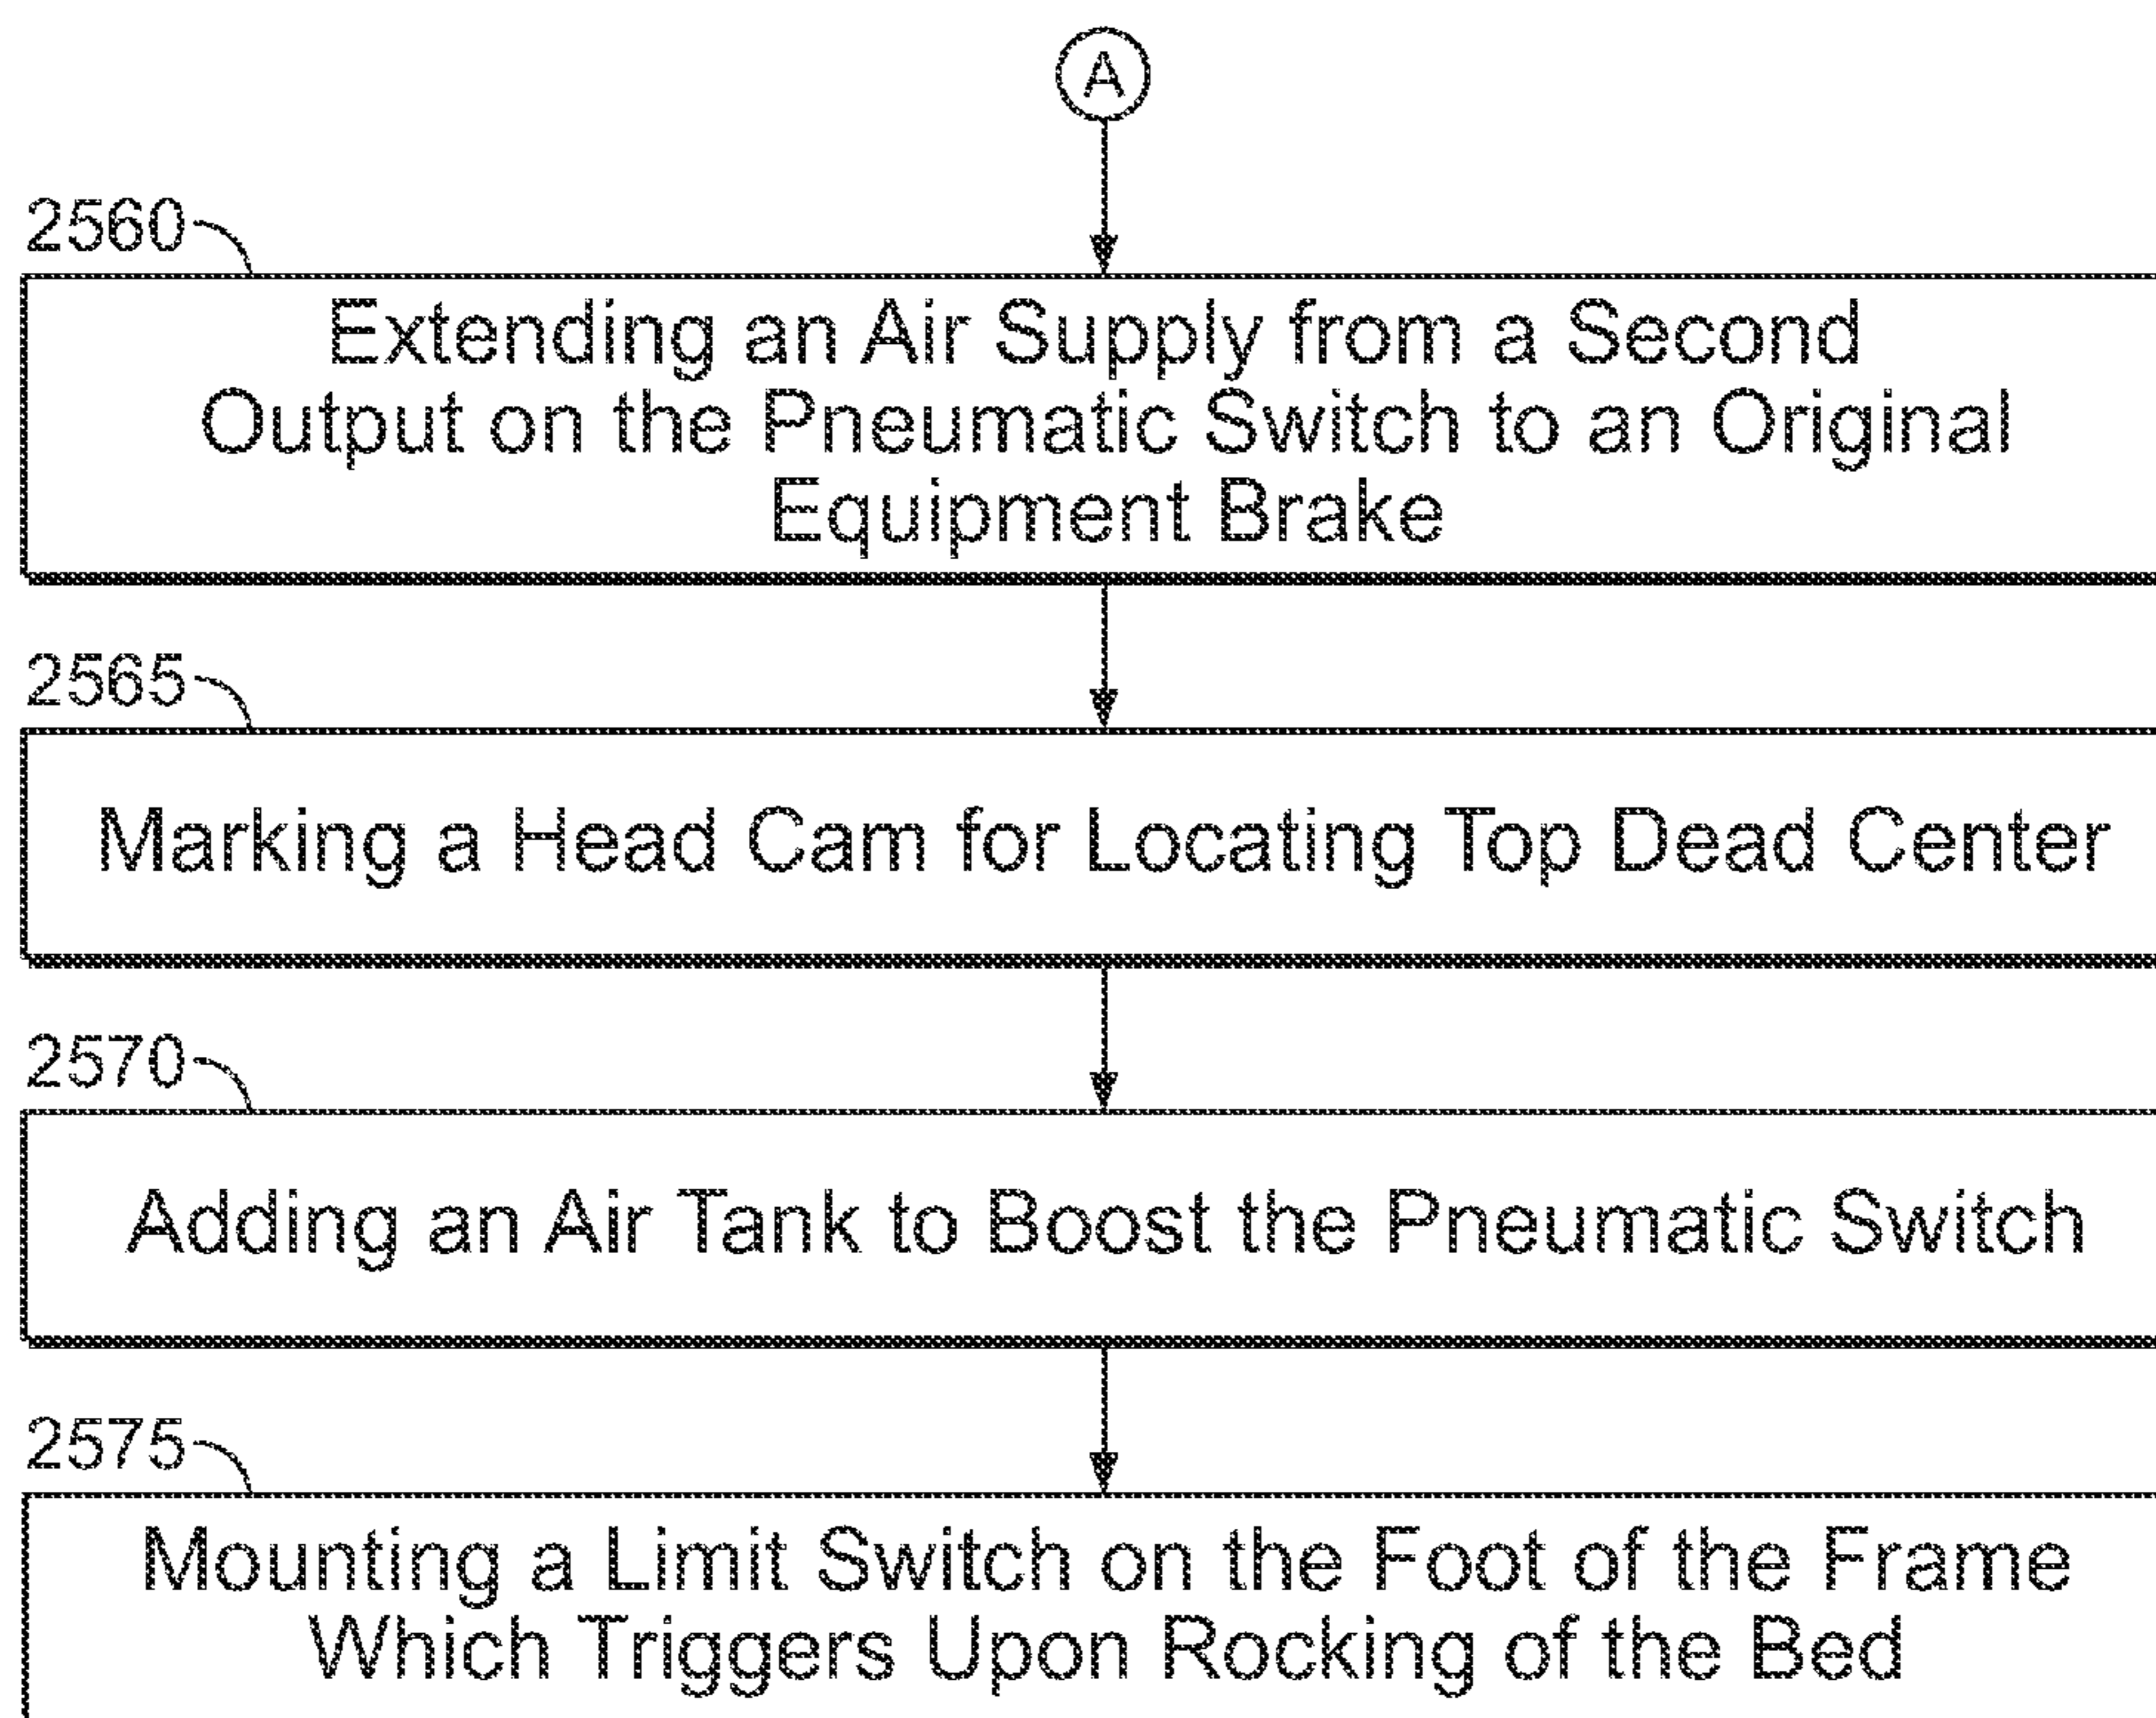 A
2560
Extending an Air Supply from a Second
Output on the Pneumatic Switch to an Original
Equipment Brake
2565
Marking a Head Cam for Locating Top Dead Center
2570
Adding an Air Tank to Boost the Pneumatic Switch
2575
Mounting a Limit Switch on the Foot of the Frame
Which Triggers Upon Rocking of the Bed